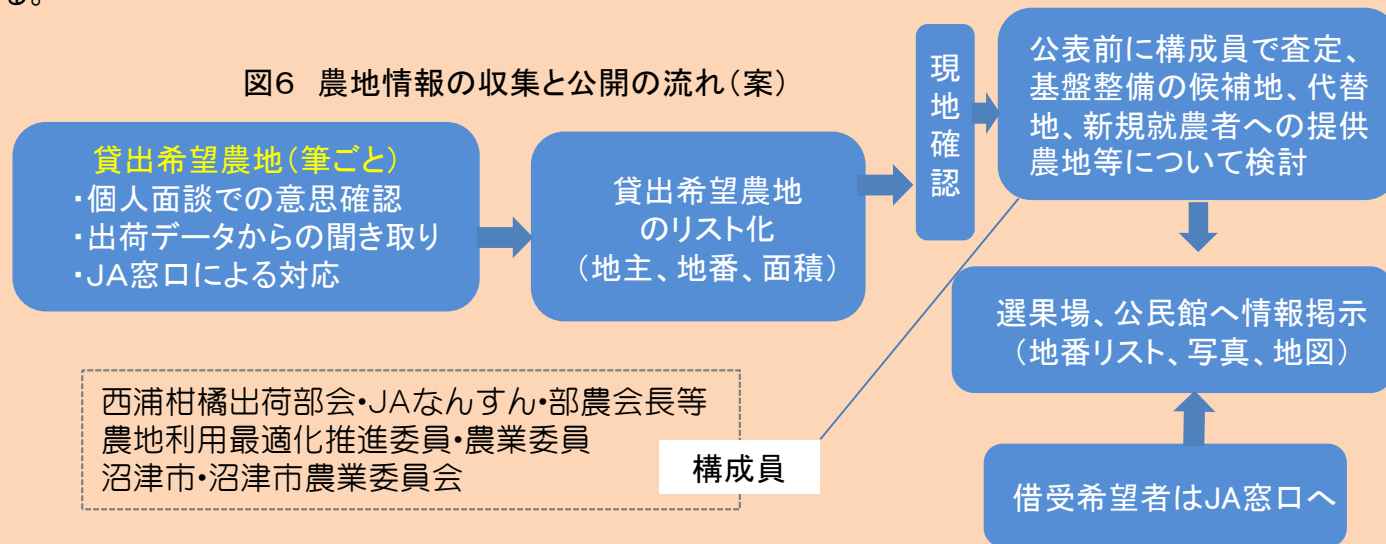 る。
図6 農地情報の収集と公開の流れ(案)
貸出希望農地(筆ごと)
・個人面談での意思確認
・出荷データからの聞き取り
・JA窓口による対応
貸出希望農地
のリスト化
(地主、地番、面積)
現地確認
公表前に構成員で査定、
基盤整備の候補地、代替
地、新規就農者への提供
農地等について検討
選果場、公民館へ情報掲示
(地番リスト、写真、地図)
借受希望者はJA窓口へ
西浦柑橘出荷部会・JAなんすん・部農会長等
農地利用最適化推進委員・農業委員
沼津市・沼津市農業委員会
構成員